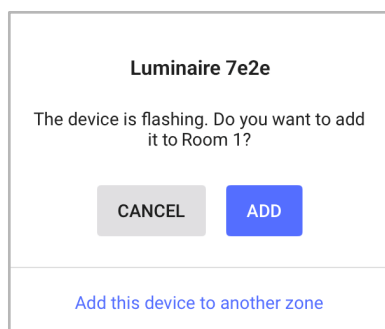 Luminaire 7e2e
The device is flashing. Do you want to add
it to Room 1?
CANCEL
ADD
Add this device to another zone